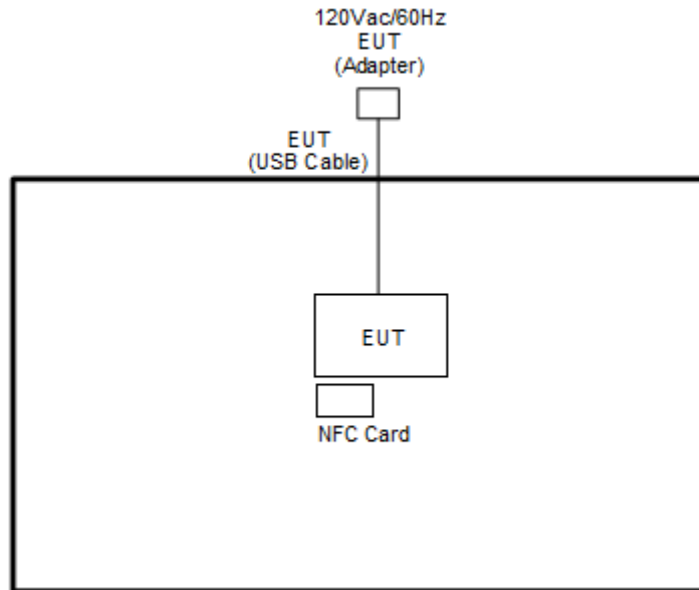 120Vac/60Hz
EUT
(Adapter)
EUT
(USB Cable)
EUT
NFC Card